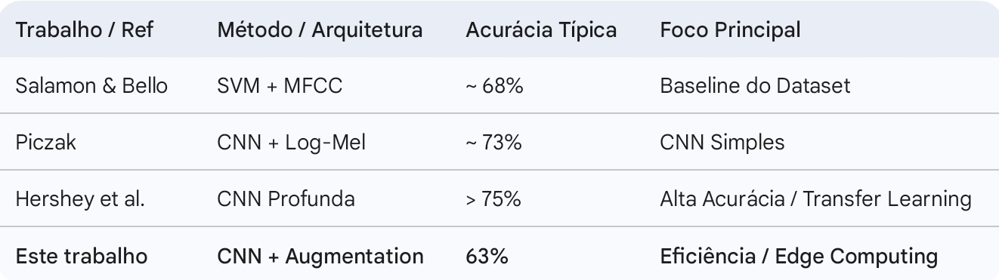 Trabalho / Ref Método / Arquitetura Acurácia Típica Foco Principal
Salamon & Bello SVM + MFCC ~ 68% Baseline do Dataset
Piczak CNN + Log-Mel ~ 73% CNN Simples
Hershey et al. CNN Profunda > 75% Alta Acurácia / Transfer Learning
Este trabalho CNN + Augmentation 63% Eficiência / Edge Computing